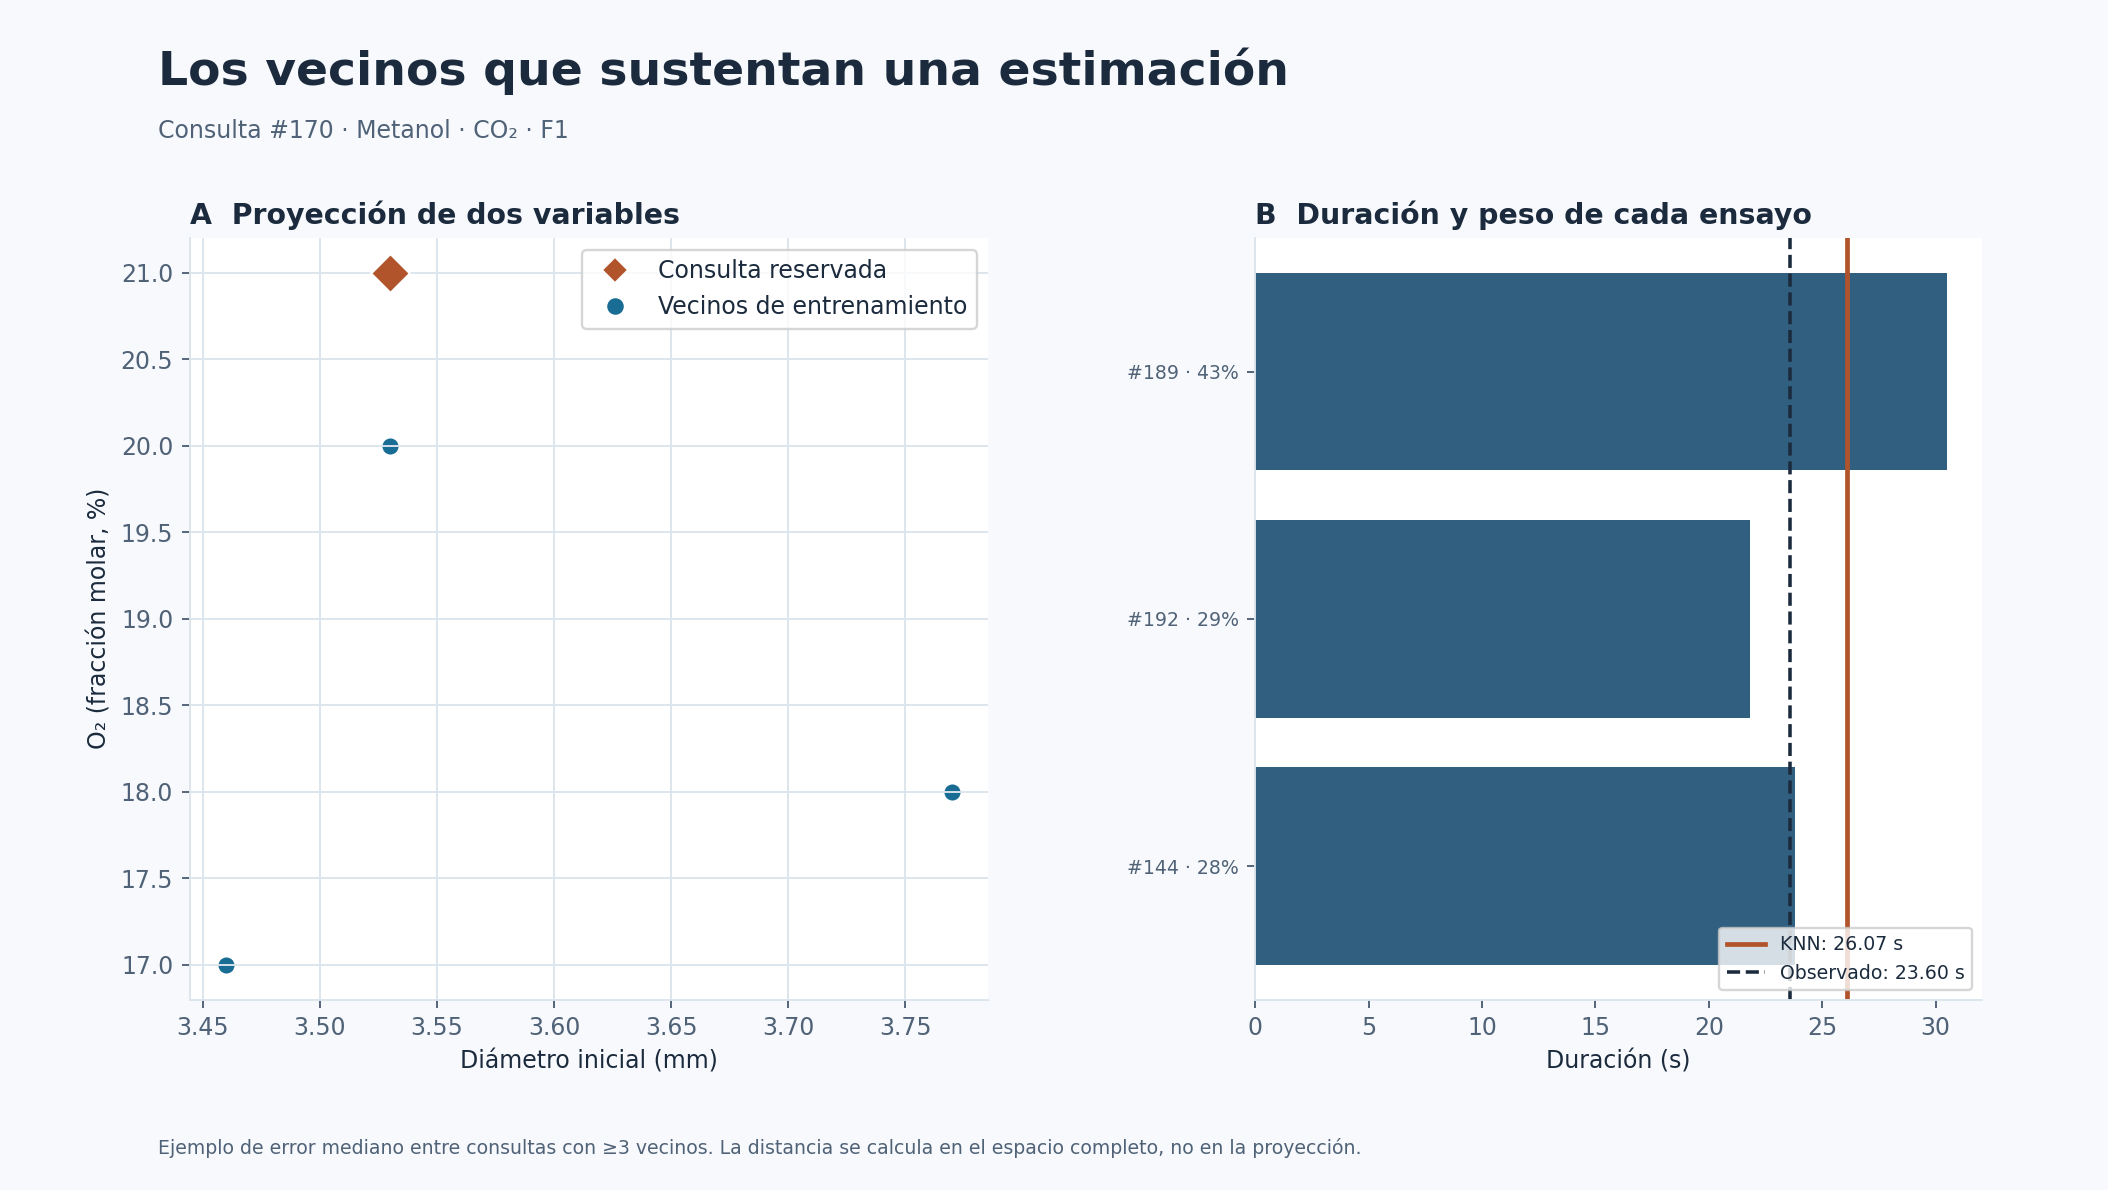 Los vecinos que sustentan una estimación
Consulta #170 · Metanol · CO₂ · F1
A Proyección de dos variables
Consulta reservada
Vecinos de entrenamiento
21.0
20.5
20.0
19.5
19.0
18.5
18.0
17.5
17.0
O₂ (fracción molar, %)
3.45 3.50 3.55 3.60 3.65 3.70 3.75
Diámetro inicial (mm)
B Duración y peso de cada ensayo
#189 · 43%
#192 · 29%
#144 · 28%
KNN: 26.07 s
Observado: 23.60 s
0 5 10 15 20 25 30
Duración (s)
Ejemplo de error mediano entre consultas con ≥3 vecinos. La distancia se calcula en el espacio completo, no en la proyección.